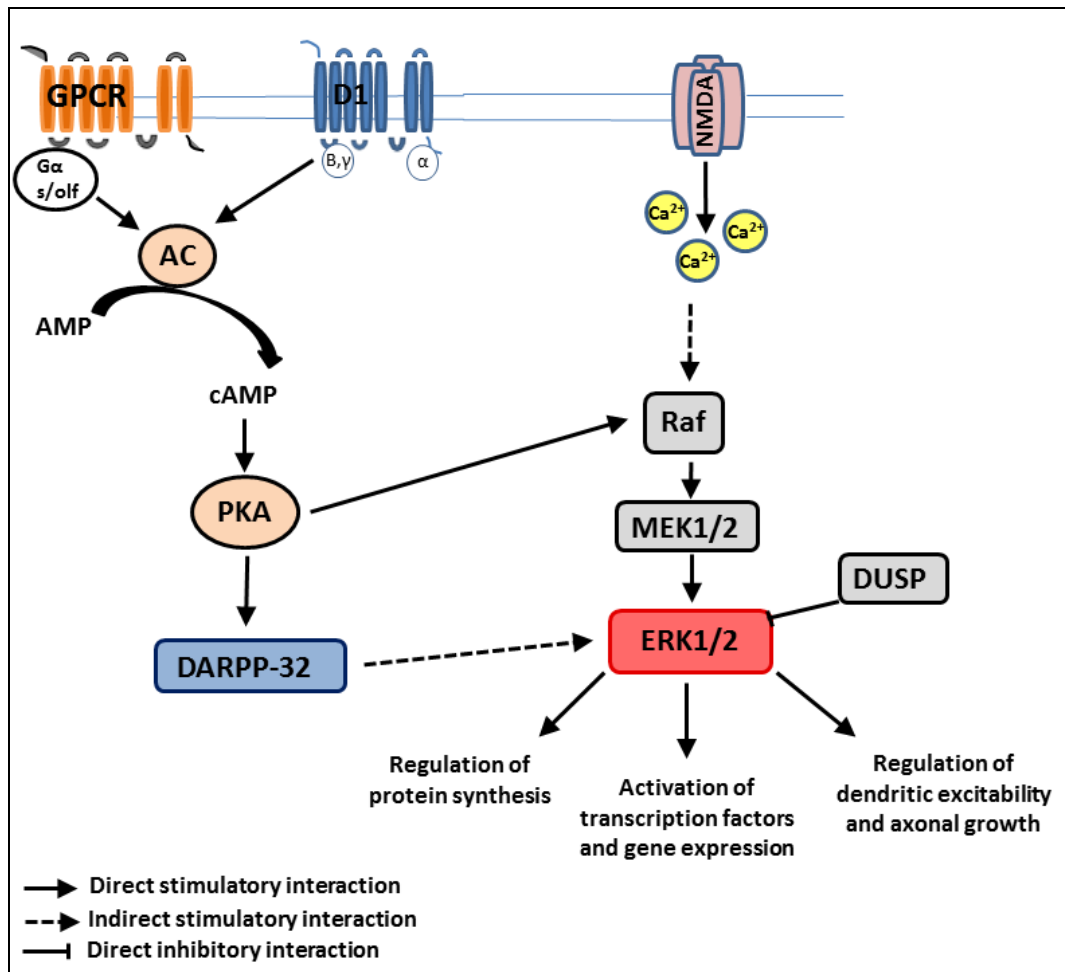 GPCR
D1
NMDA
Gα
s/olf
B,γ
α
AC
Ca2+
Ca2+
Ca2+
AMP
cAMP
Raf
PKA
MEK1/2
DUSP
ERK1/2
DARPP-32
Regulation of
protein synthesis
Activation of
transcription factors
and gene expression
Regulation of
dendritic excitability
and axonal growth
Direct stimulatory interaction
Indirect stimulatory interaction
Direct inhibitory interaction